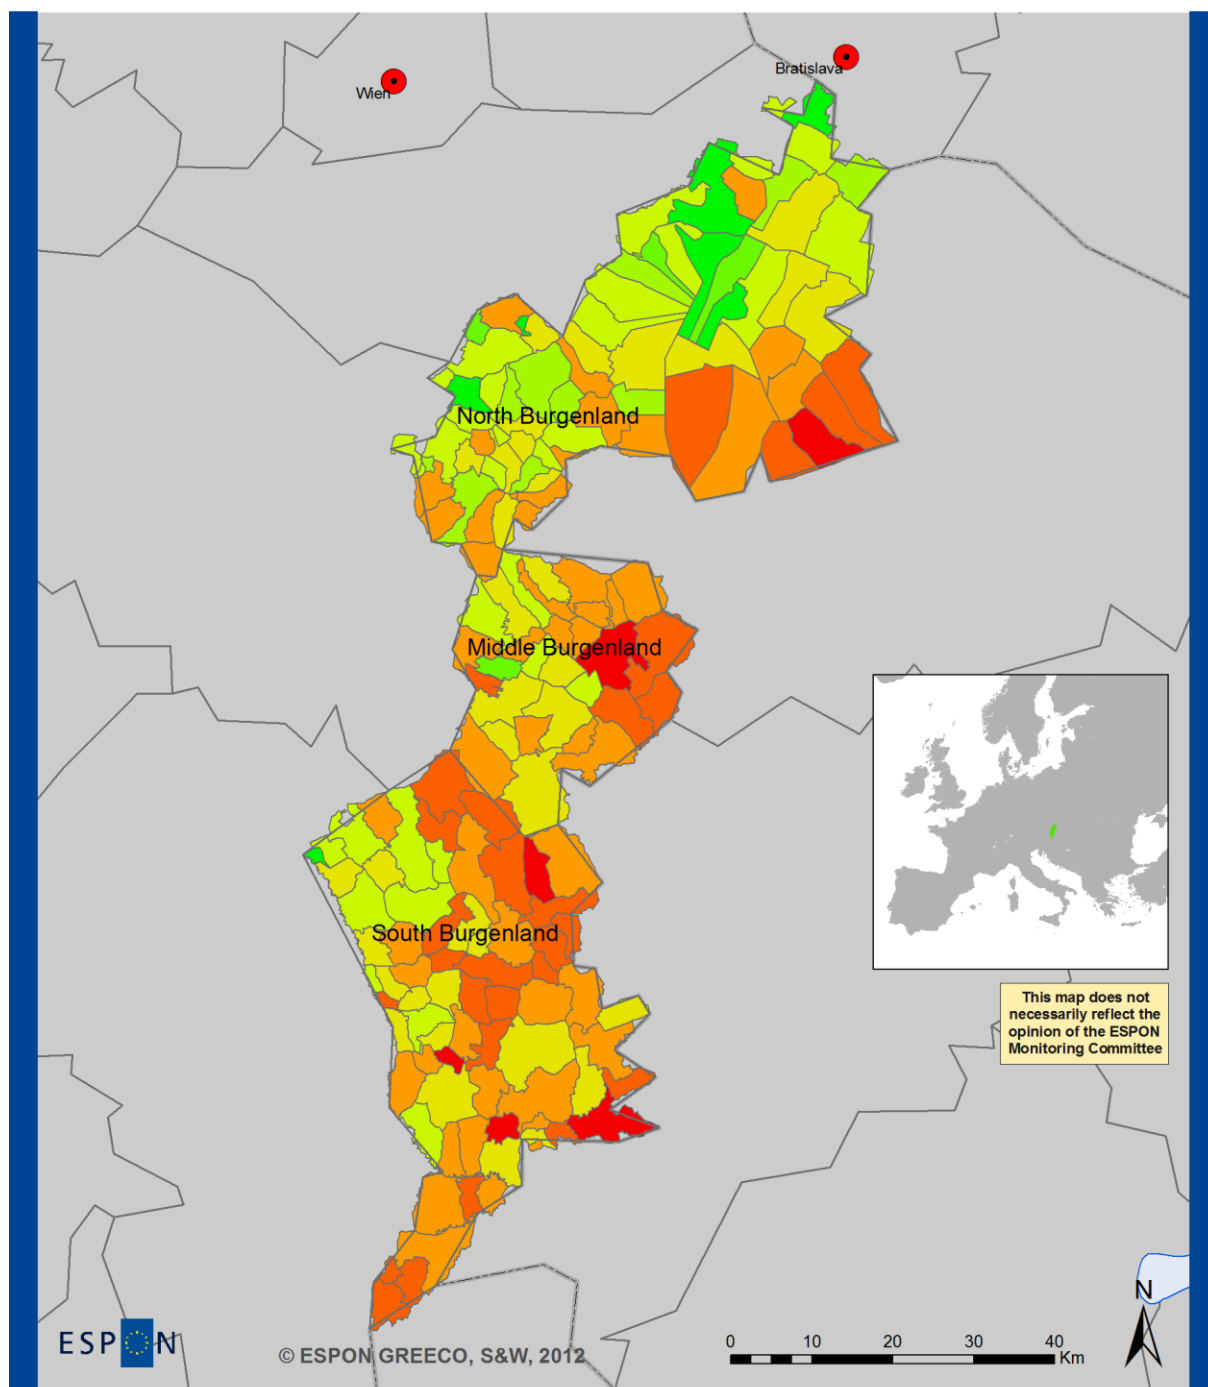 Bratislava
Wien
North Burgenland
Middle Burgenland
South Burgenland
This map does not
necessarily reflect the
opinion of the ESPON
Monitoring Committee
ESPON
© ESPON GREECO, S&W, 2012
0 10 20 30 40
Km
N